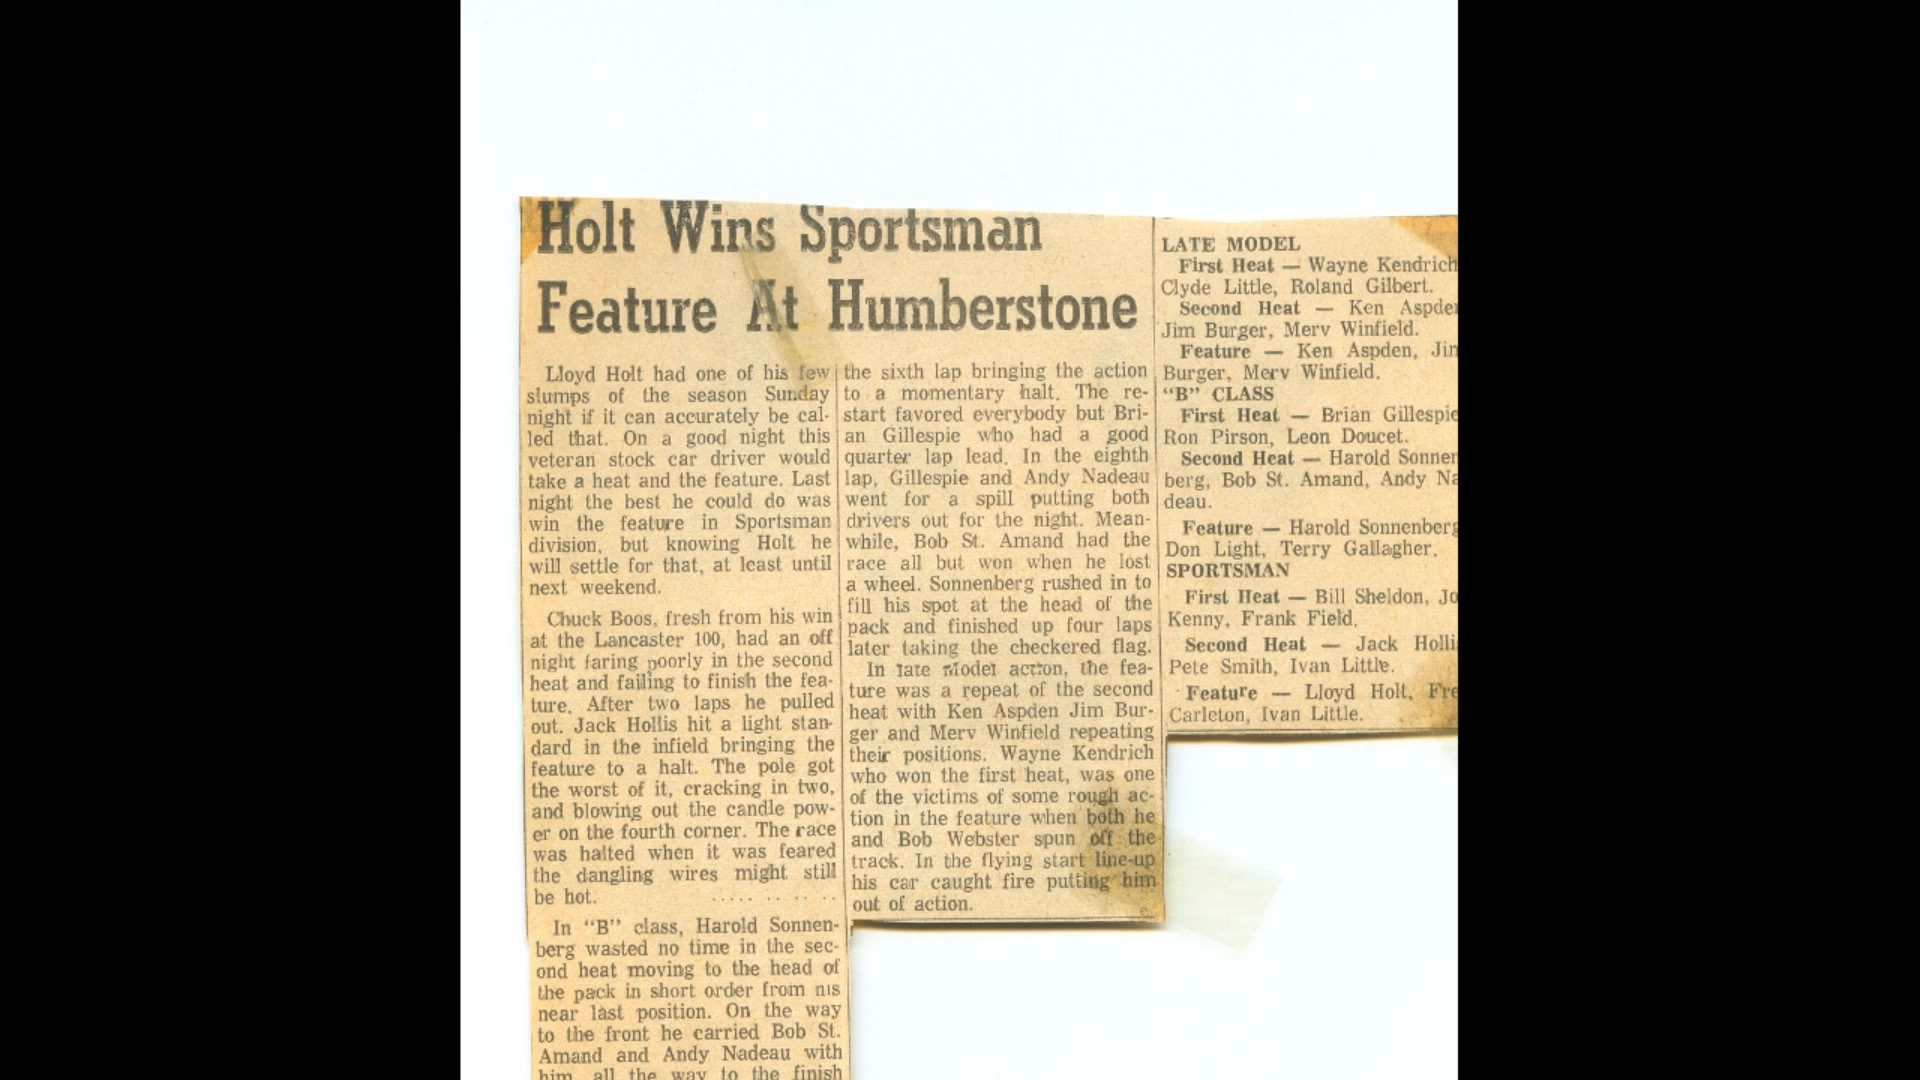 Holt Wins Sportsman
Feature At Humberstone
Lloyd Holt had one of his few
slumps of the season Sunday
night if it can accurately be cal-
led that. On a good night this
veteran stock car driver would
take a heat and the feature. Last
night the best he could do was
win the feature in Sportsman
division, but knowing Holt he
will settle for that, at least until
next weekend.
Chuck Boos, fresh from his win
at the Lancaster 100, had an off
night faring poorly in the second
heat and failing to finish the fea-
ture. After two laps he pulled
out. Jack Hollis hit a light stan-
dard in the infield bringing the
feature to a halt. The pole got
the worst of it, cracking in two,
and blowing out the candle pow-
er on the fourth corner. The race
was halted when it was feared
the dangling wires might still
be hot.
In "B" class, Harold Sonnen-
berg wasted no time in the sec-
ond heat moving to the head of
the pack in short order from his
near last position. On the way
to the front he carried Bob St.
Amand and Andy Nadeau with
him all the way to the finish
the sixth lap bringing the action
to a momentary halt. The re-
start favored everybody but Bri-
an Gillespie who had a good
quarter lap lead. In the eighth
lap, Gillespie and Andy Nadeau
went for a spill putting both
drivers out for the night. Mean-
while, Bob St. Amand had the
race all but won when he lost
a wheel. Sonnenberg rushed in to
fill his spot at the head of the
pack and finished up four laps
later taking the checkered flag.
In late Model action, the fea-
ture was a repeat of the second
heat with Ken Aspden Jim Bur-
ger and Merv Winfield repeating
their positions. Wayne Kendrich
who won the first heat, was one
of the victims of some rough ac-
tion in the feature when both he
and Bob Webster spun off the
track. In the flying start line-up
his car caught fire putting him
out of action.
LATE MODEL
First Heat — Wayne Kendrich
Clyde Little, Roland Gilbert.
Second Heat — Ken Aspden
Jim Burger, Merv Winfield.
Feature — Ken Aspden, Jim
Burger, Merv Winfield.
"B" CLASS
First Heat — Brian Gillespie
Ron Pirson, Leon Doucet.
Second Heat — Harold Sonnen
berg, Bob St. Amand, Andy Na
deau.
Feature — Harold Sonnenberg
Don Light, Terry Gallagher.
SPORTSMAN
First Heat — Bill Sheldon, Jo
Kenny, Frank Field.
Second Heat — Jack Holli
Pete Smith, Ivan Little.
Feature — Lloyd Holt, Fre
Carleton, Ivan Little.